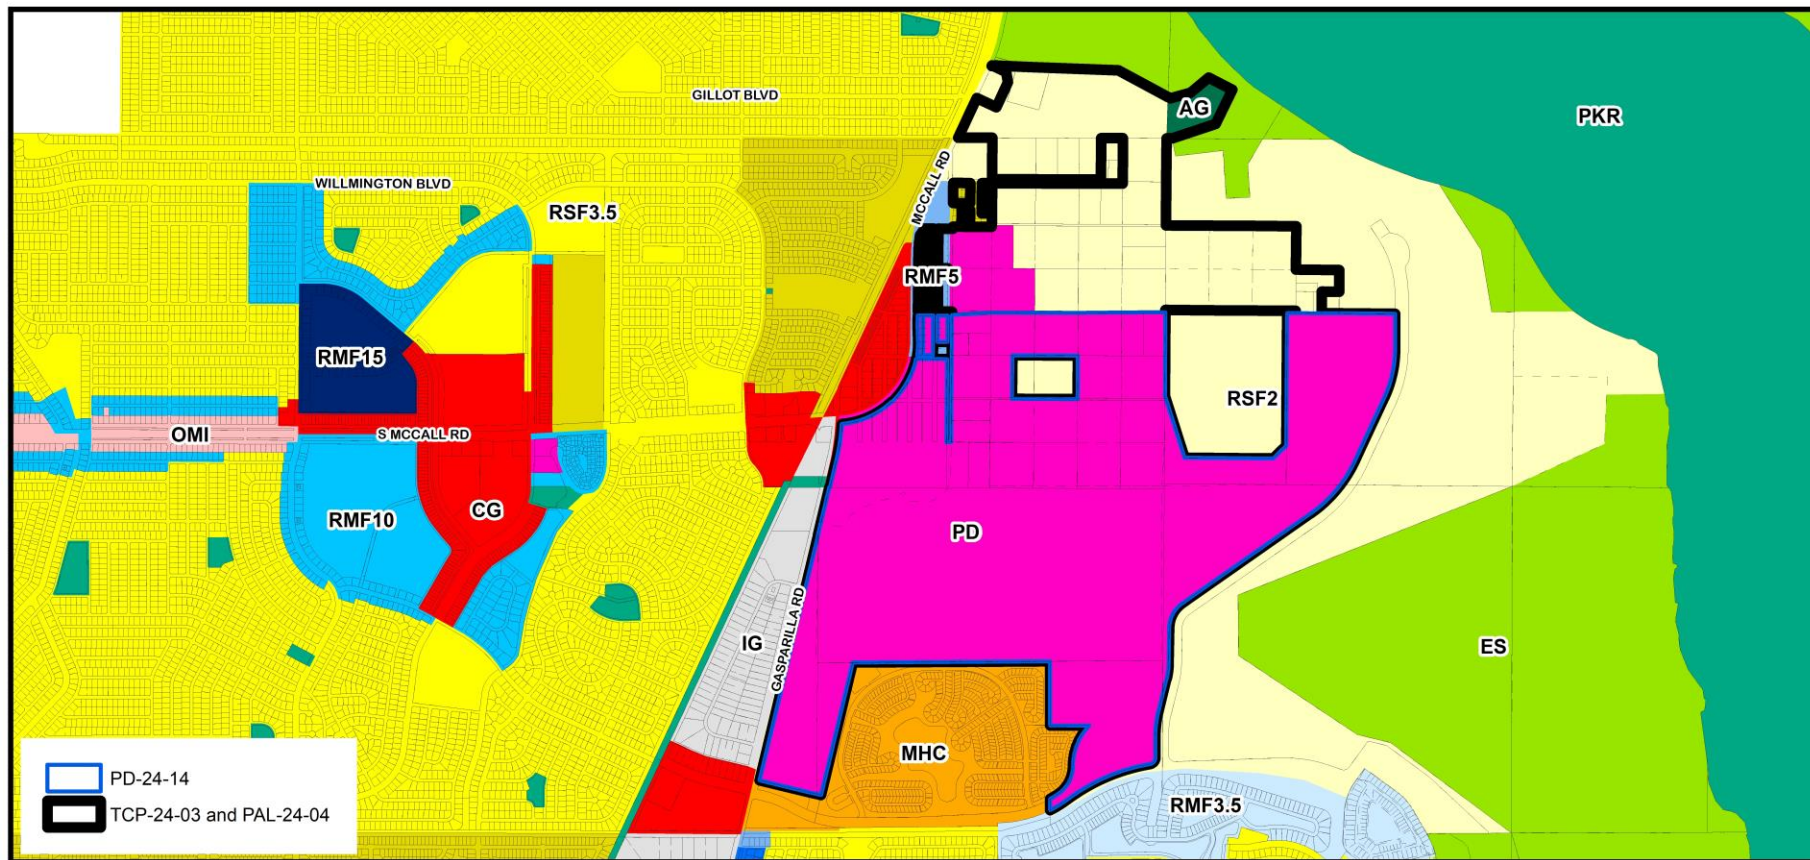 GILLOT BLVD
AG
PKR
WILLMINGTON BLVD
MCCALL RD
RSF3.5
RMF5
RMF15
RSF2
OMI
S MCCALL RD
RMF10
CG
PD
IG
GASPARILLA RD
ES
MHC
RMF3.5
PD-24-14
TCP-24-03 and PAL-24-04